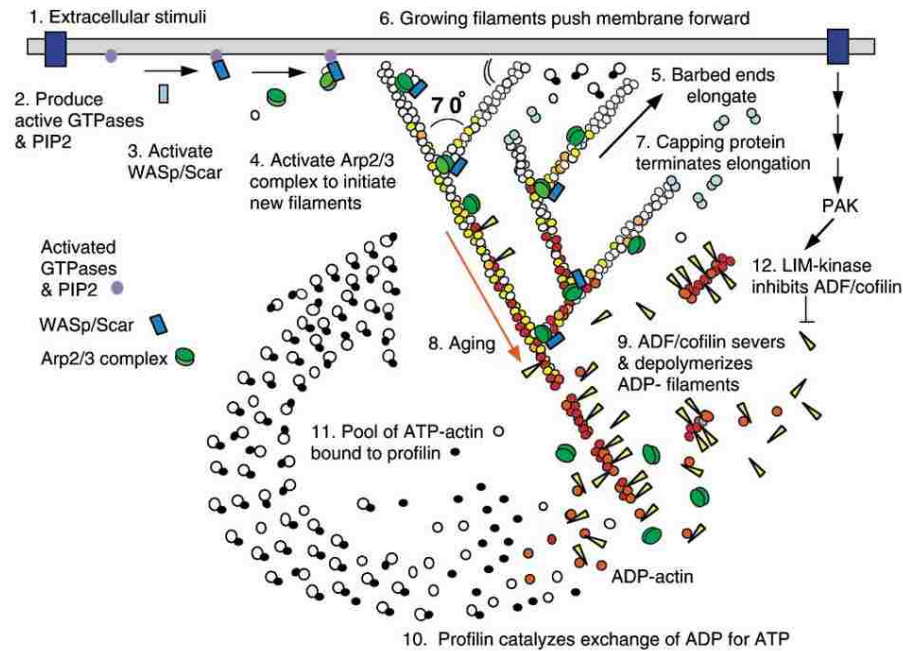 1. Extracellular stimuli
6. Growing filaments push membrane forward
2. Produce
active GTPases
& PIP2
3. Activate
WASp/Scar
4. Activate Arp2/3
complex to initiate
new filaments
70°
5. Barbed ends
elongate
7. Capping protein
terminates elongation
PAK
12. LIM-kinase
inhibits ADF/cofilin
Activated
GTPases
& PIP2
WASp/Scar
Arp2/3 complex
8. Aging
9. ADF/cofilin severs
& depolymerizes
ADP- filaments
11. Pool of ATP-actin
bound to profilin
ADP-actin
10. Profilin catalyzes exchange of ADP for ATP